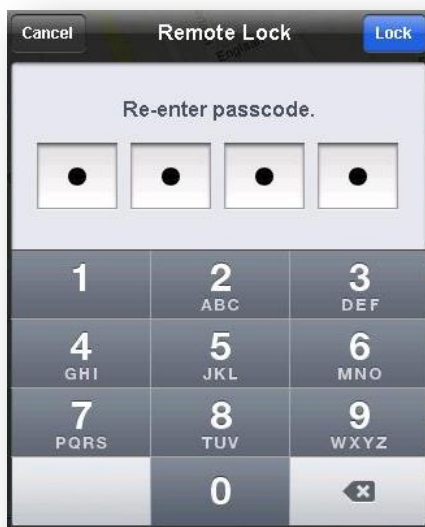 Cancel Remote Lock Lock
Re-enter passcode.
1 2 3
ABC DEF
4 5 6
GHI JKL MNO
7 8 9
PQRS TUV WXYZ
0